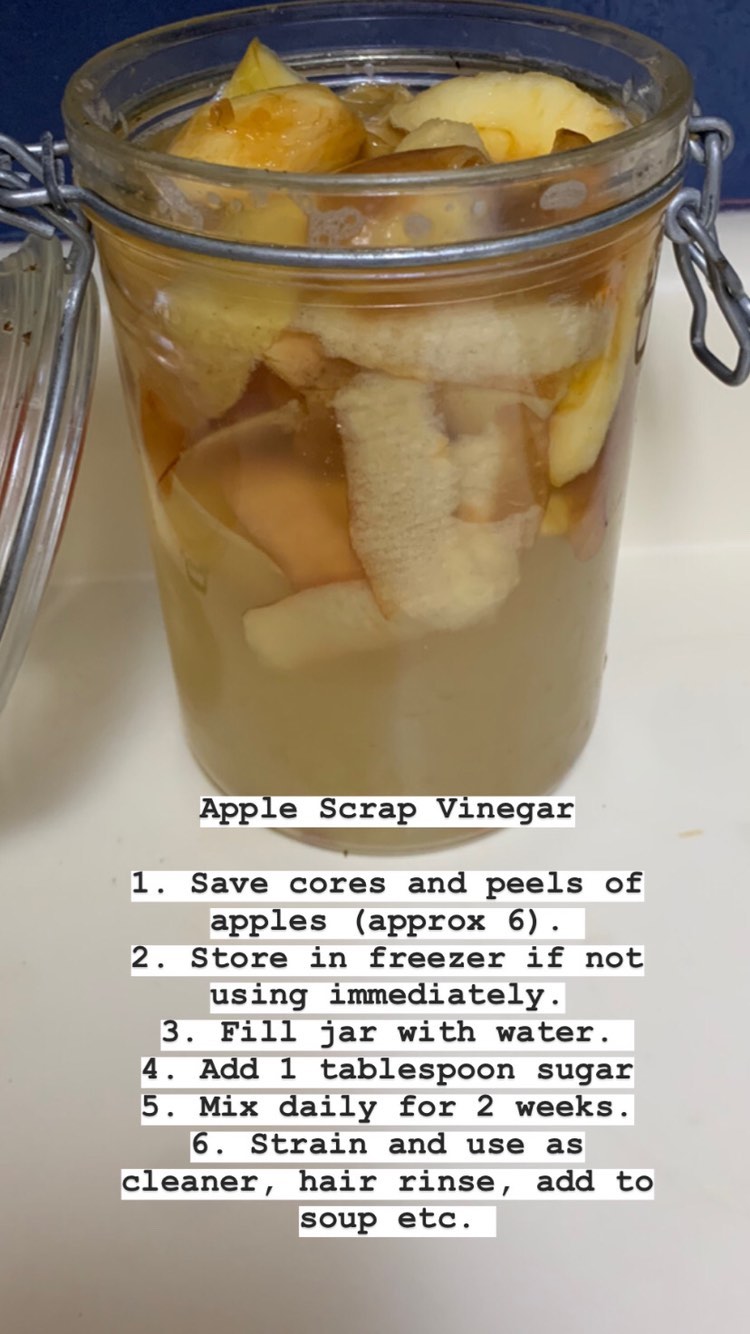 Apple Scrap Vinegar
1. Save cores and peels of
apples (approx 6).
2. Store in freezer if not
using immediately.
3. Fill jar with water.
4. Add 1 tablespoon sugar
5. Mix daily for 2 weeks.
6. Strain and use as
cleaner, hair rinse, add to
soup etc.